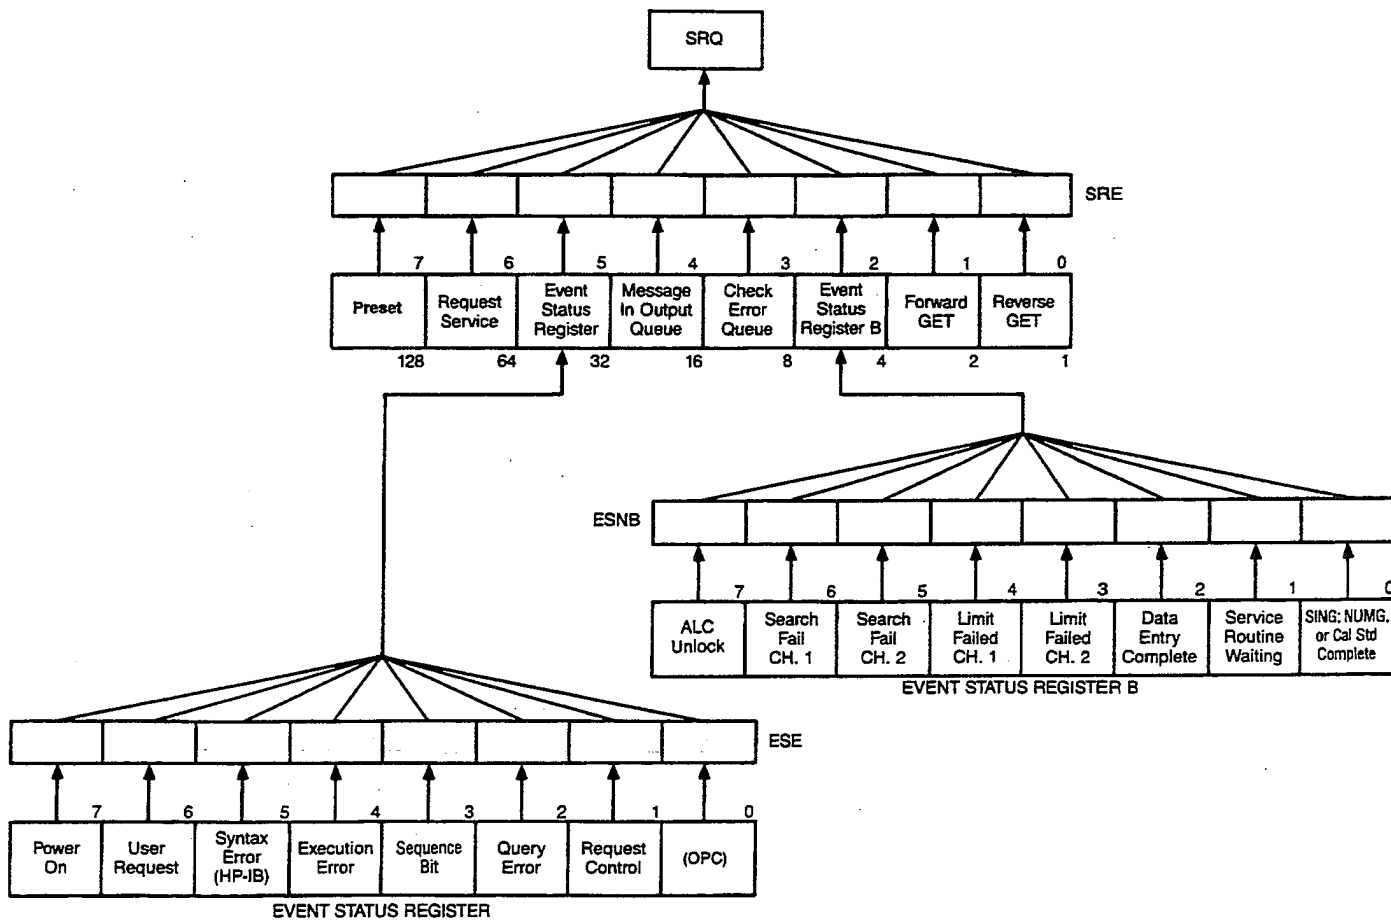 SRQ
SRE
7 6 5 4 3 2 1 0
Preset
Request
Service
Event
Status
Register
Message
In Output
Queue
Check
Error
Queue
Event
Status
Register B
Forward
GET
Reverse
GET
128 64 32 16 8 4 2 1
ESNB
7 6 5 4 3 2 1 0
ALC
Unlock
Search
Fail
CH. 1
Search
Fail
CH. 2
Limit
Failed
CH. 1
Limit
Failed
CH. 2
Data
Entry
Complete
Service
Routine
Waiting
SING; NUMG,
or Cal Std
Complete
EVENT STATUS REGISTER B
ESE
7 6 5 4 3 2 1 0
Power
On
User
Request
Syntax
Error
(HP-IB)
Execution
Error
Sequence
Bit
Query
Error
Request
Control
(OPC)
EVENT STATUS REGISTER